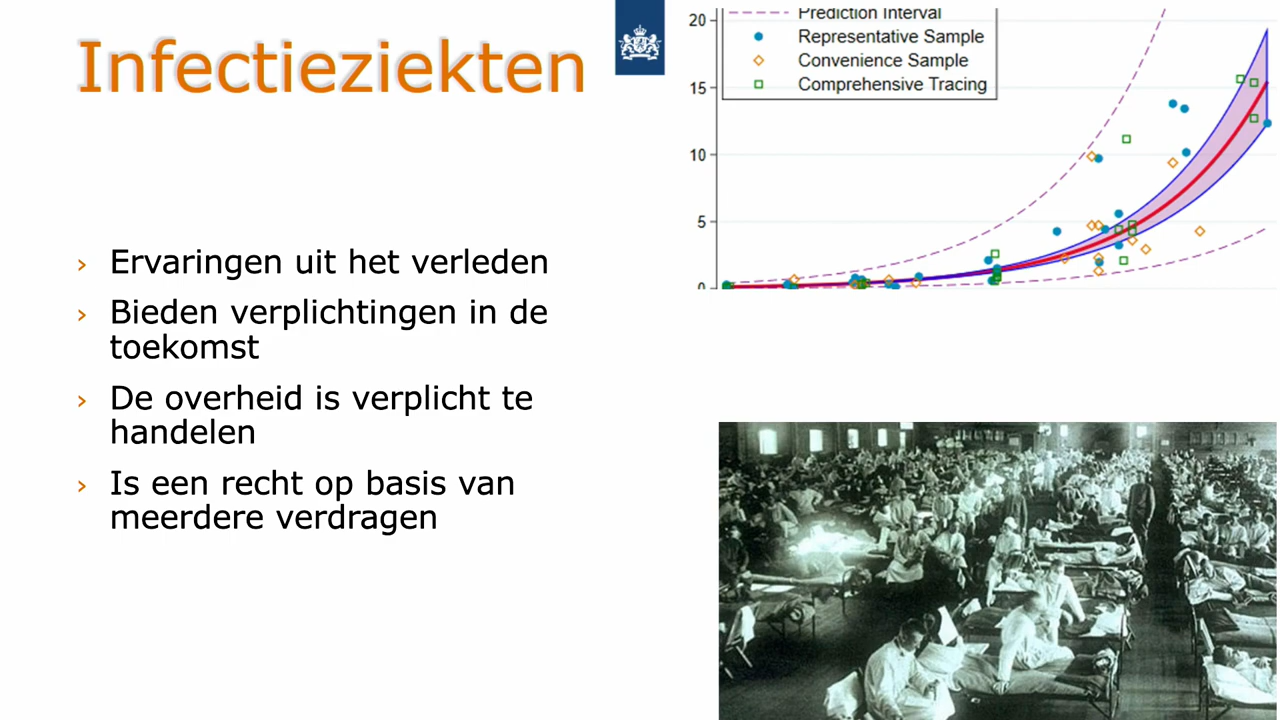 Infectieziekten
› Ervaringen uit het verleden
› Bieden verplichtingen in de
toekomst
› De overheid is verplicht te
handelen
› Is een recht op basis van
meerdere verdragen
Prediction Interval
Representative Sample
Convenience Sample
Comprehensive Tracing
20
15
10
5
0